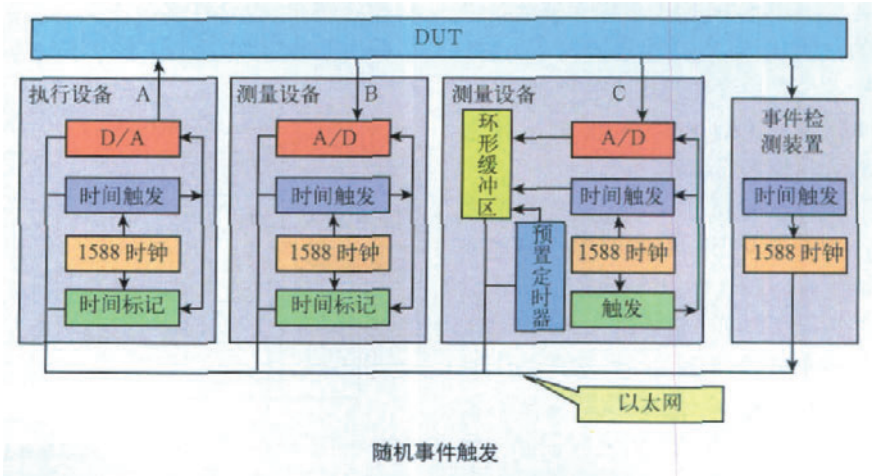 DUT
执行设备 A
D/A
时间触发
1588 时钟
时间标记
测量设备 B
A/D
时间触发
1588 时钟
时间标记
测量设备 C
环形缓冲区
A/D
时间触发
预置定时器
1588 时钟
触发
事件检
测装置
时间触发
1588 时钟
以太网
随机事件触发